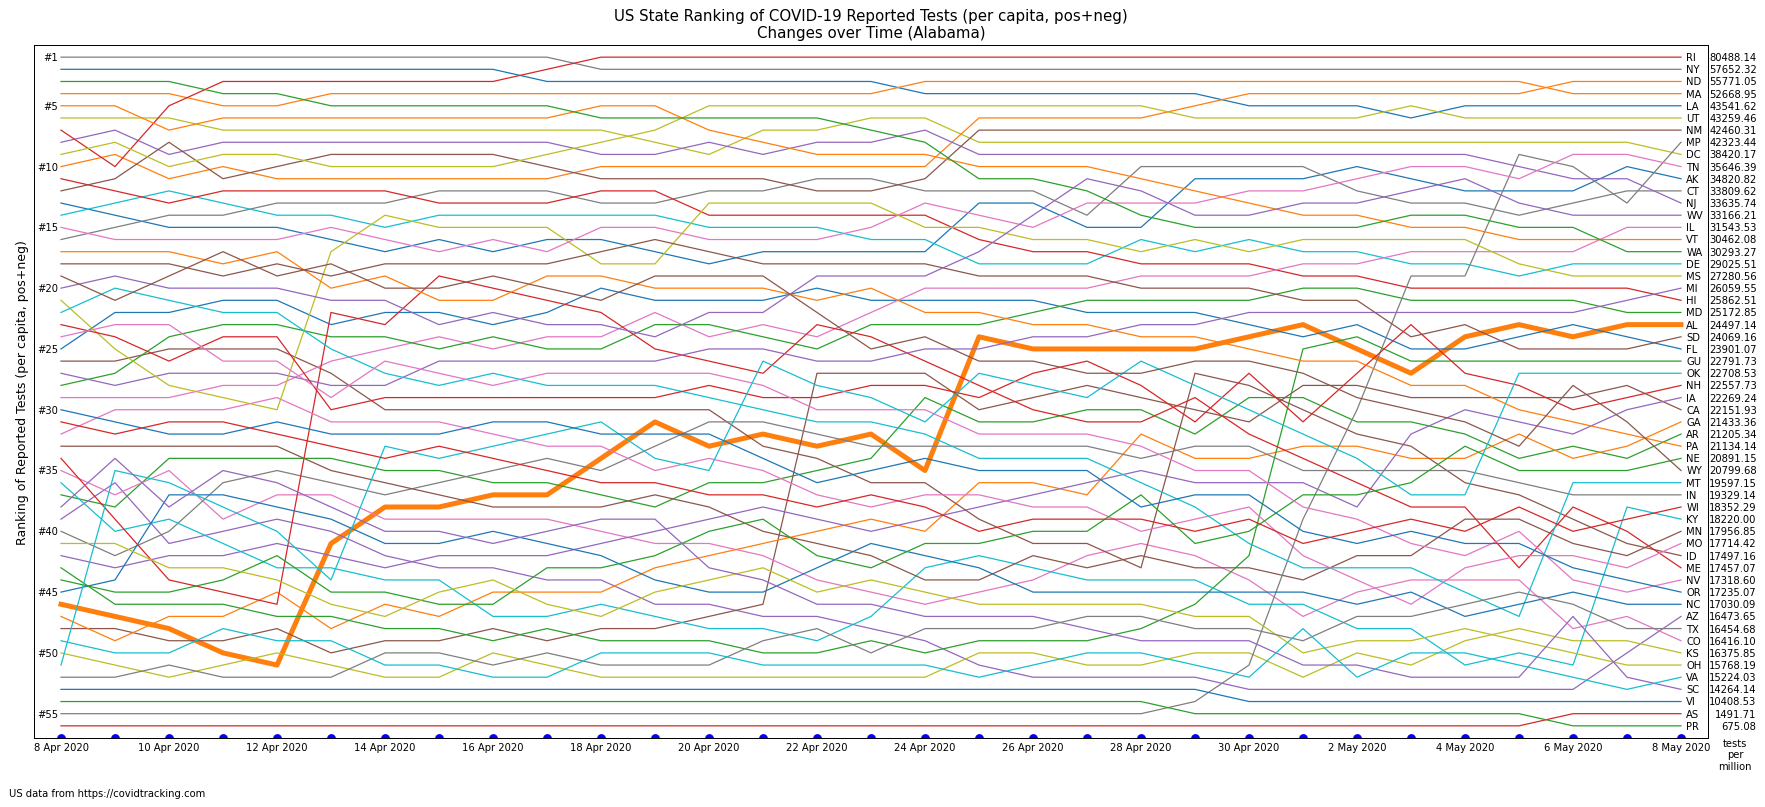 US State Ranking of COVID-19 Reported Tests (per capita, pos+neg)
Changes over Time (Alabama)
Ranking of Reported Tests (per capita, pos+neg)
#1
#5
#10
#15
#20
#25
#30
#35
#40
#45
#50
#55
RI 80488.14
NY 57652.32
ND 55771.05
MA 52668.95
LA 43541.62
UT 43259.46
NM 42460.31
MP 42323.44
DC 38420.17
TN 35646.39
AK 34820.82
CT 33809.62
NJ 33635.74
WV 33166.21
IL 31543.53
VT 30462.08
WA 30293.27
DE 29025.51
MS 27280.56
MI 26059.55
HI 25862.51
MD 25172.85
AL 24497.14
SD 24069.16
FL 23901.07
GU 22791.73
OK 22708.53
NH 22557.73
IA 22269.24
CA 22151.93
GA 21433.36
AR 21205.34
PA 21134.14
NE 20891.15
WY 20799.68
MT 19597.15
IN 19329.14
WI 18352.29
KY 18220.00
MN 17956.85
MO 17714.42
ID 17497.16
ME 17457.07
NV 17318.60
OR 17235.07
NC 17030.09
AZ 16473.65
TX 16454.68
CO 16416.10
KS 16375.85
OH 15768.19
VA 15224.03
SC 14264.14
VI 10408.53
AS 1491.71
PR 675.08
8 Apr 2020 10 Apr 2020 12 Apr 2020 14 Apr 2020 16 Apr 2020 18 Apr 2020 20 Apr 2020 22 Apr 2020 24 Apr 2020 26 Apr 2020 28 Apr 2020 30 Apr 2020 2 May 2020 4 May 2020 6 May 2020 8 May 2020
tests
per
million
US data from https://covidtracking.com